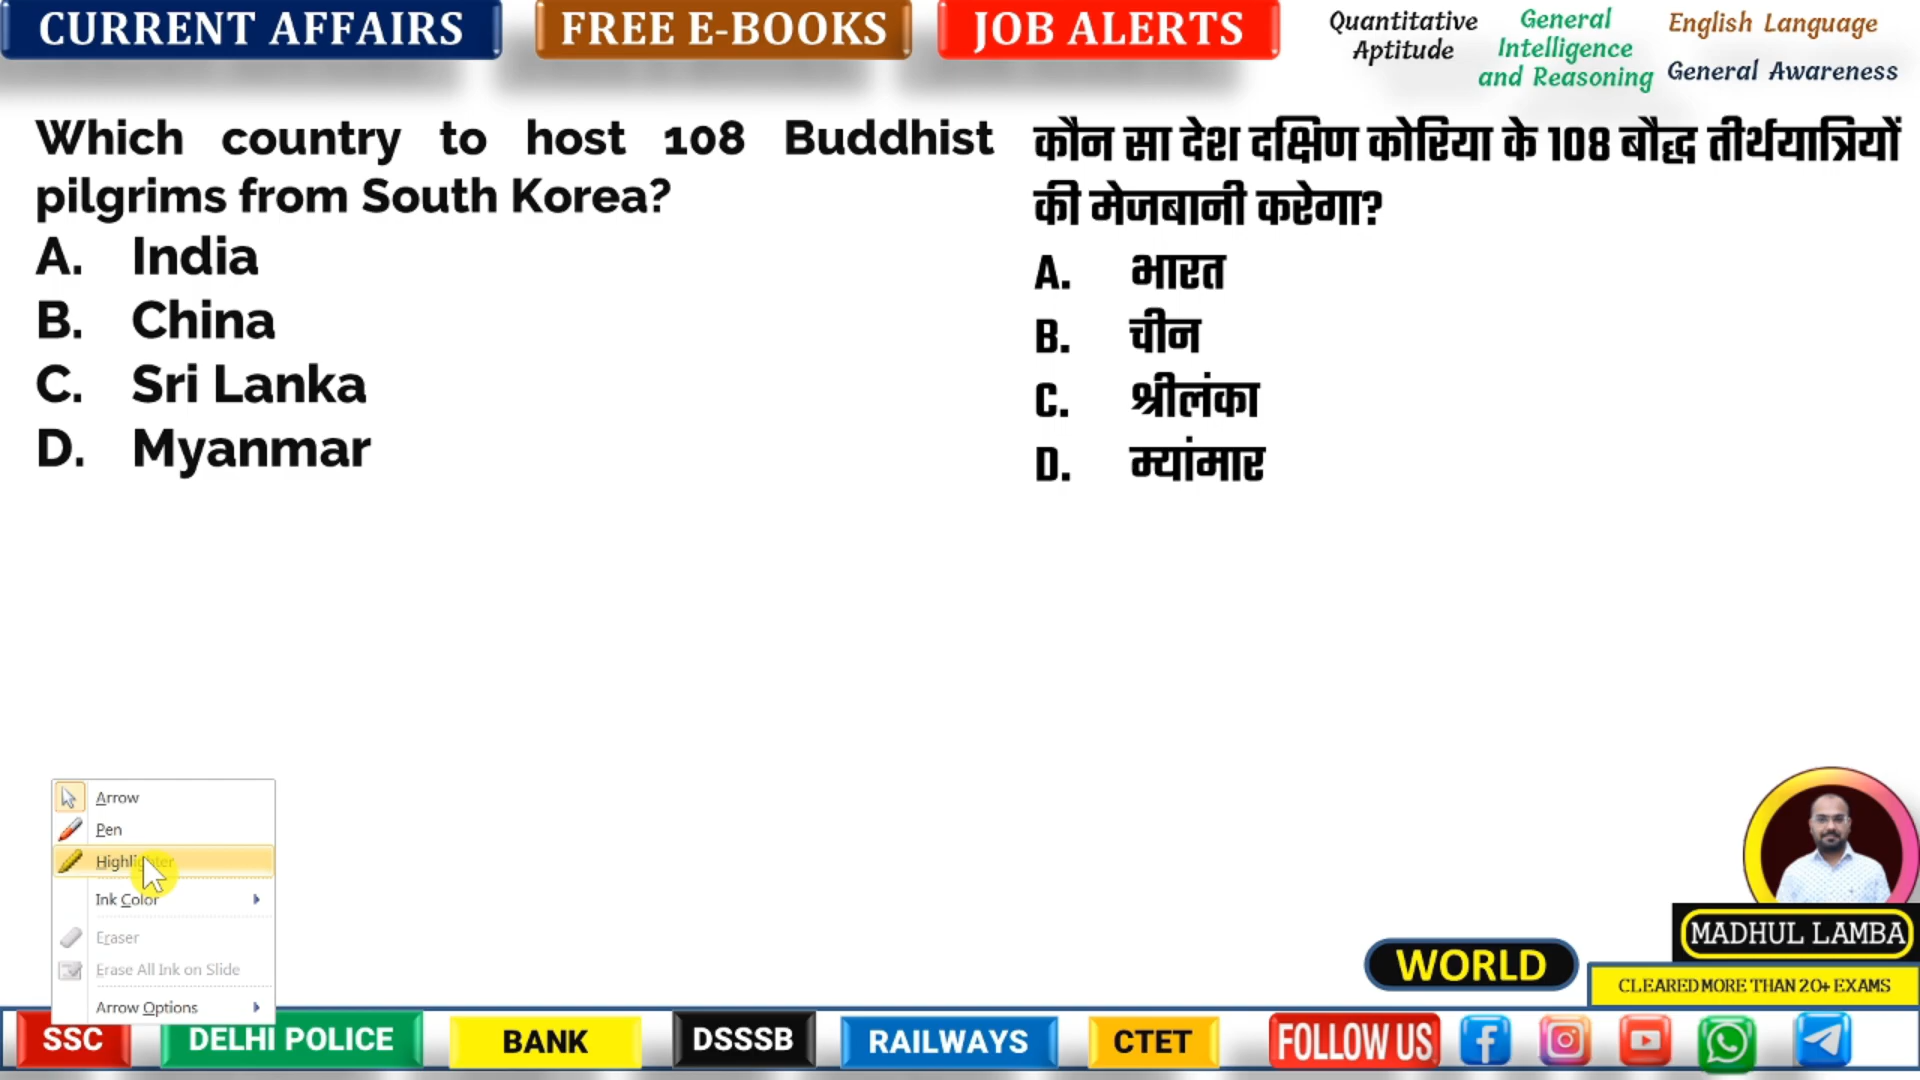 CURRENT AFFAIRS
FREE E-BOOKS
JOB ALERTS
Quantitative
Aptitude
General
Intelligence
and Reasoning
English Language
General Awareness
Which country to host 108 Buddhist
pilgrims from South Korea?
A. India
B. China
C. Sri Lanka
D. Myanmar
कौन सा देश दक्षिण कोरिया के 108 बौद्ध तीर्थयात्रियों
की मेजबानी करेगा?
A. भारत
B. चीन
C. श्रीलंका
D. म्यांमार
Arrow
Pen
Highlighter
Ink Color
Eraser
Erase All Ink on Slide
Arrow Options
MADHUL LAMBA
WORLD
CLEARED MORE THAN 20+ EXAMS
SSC
DELHI POLICE
BANK
DSSSB
RAILWAYS
CTET
FOLLOW US